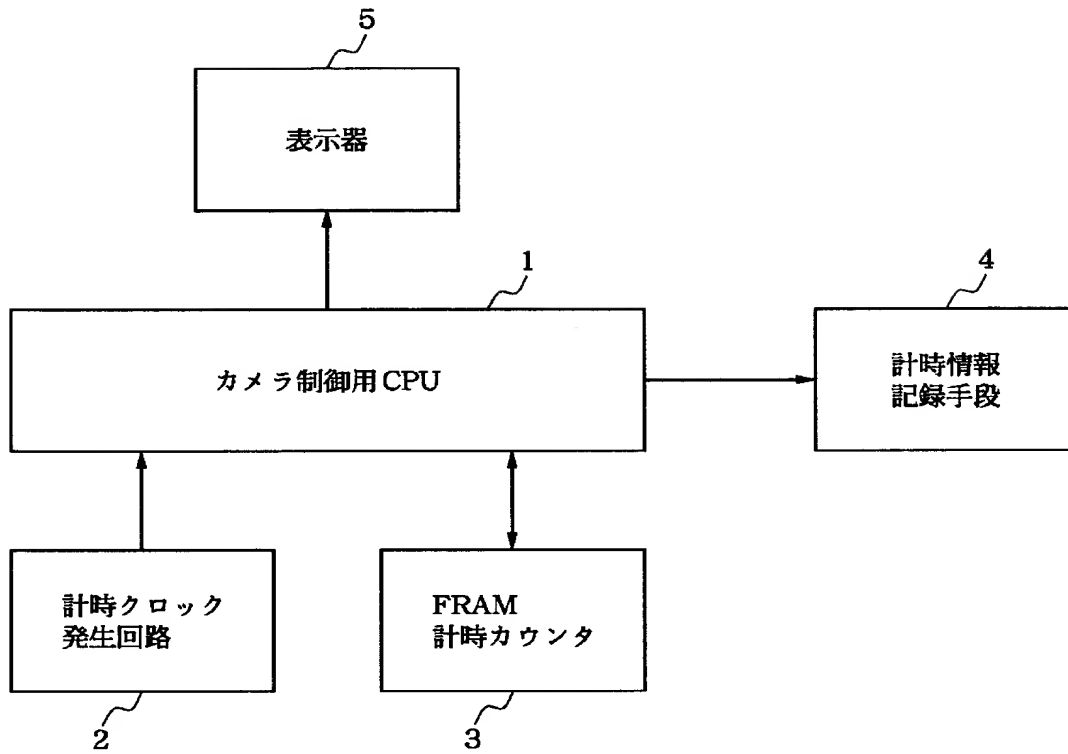 5
表示器
1
カメラ制御用CPU
4
計時情報
記録手段
計時クロック
発生回路
2
FRAM
計時カウンタ
3